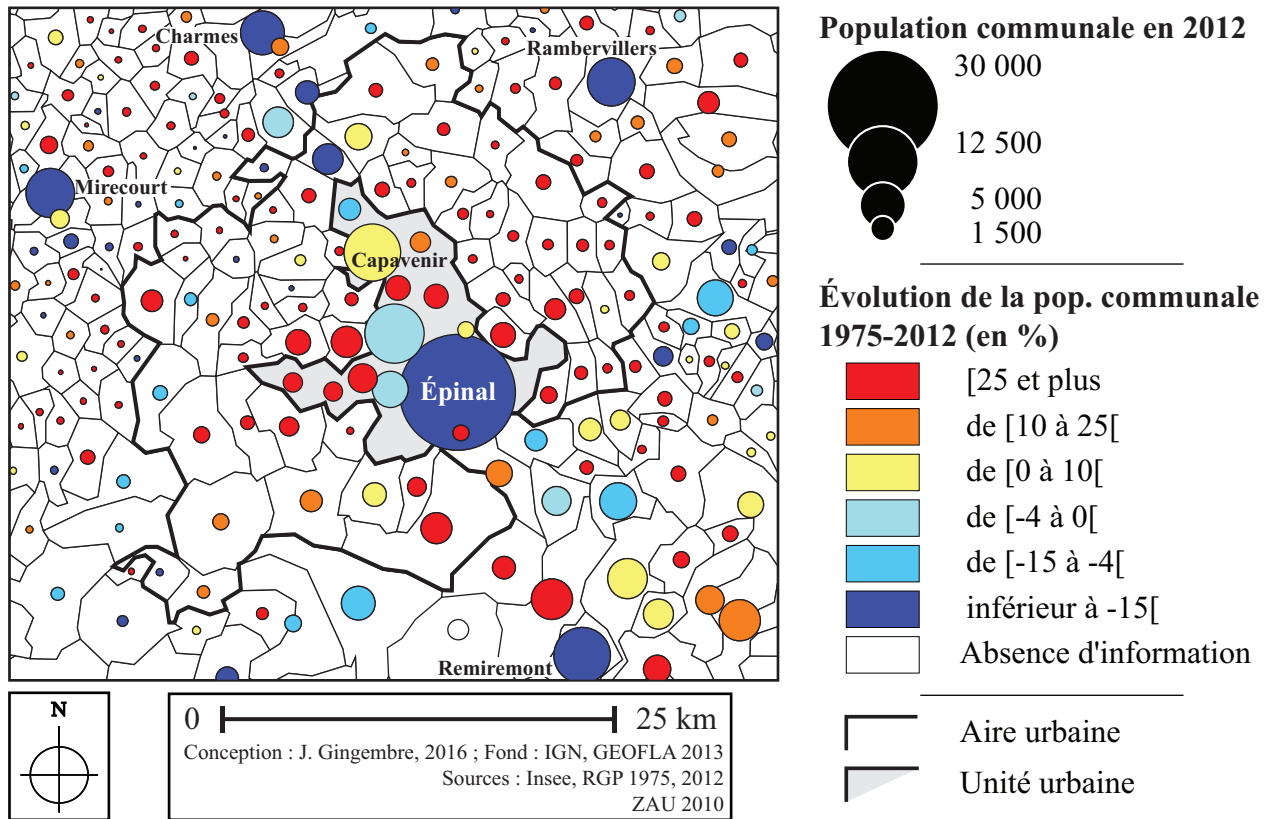 Charmes
Rambervillers
Mirecourt
Capavenir
Épinal
Remiremont
Population communale en 2012
30 000
12 500
5 000
1 500
Évolution de la pop. communale
1975-2012 (en %)
[25 et plus
de [10 à 25[
de [0 à 10[
de [-4 à 0[
de [-15 à -4[
inférieur à -15[
Absence d'information
Aire urbaine
Unité urbaine
N
0 25 km
Conception : J. Gingembre, 2016 ; Fond : IGN, GEOFLA 2013
Sources : Insee, RGP 1975, 2012
ZAU 2010